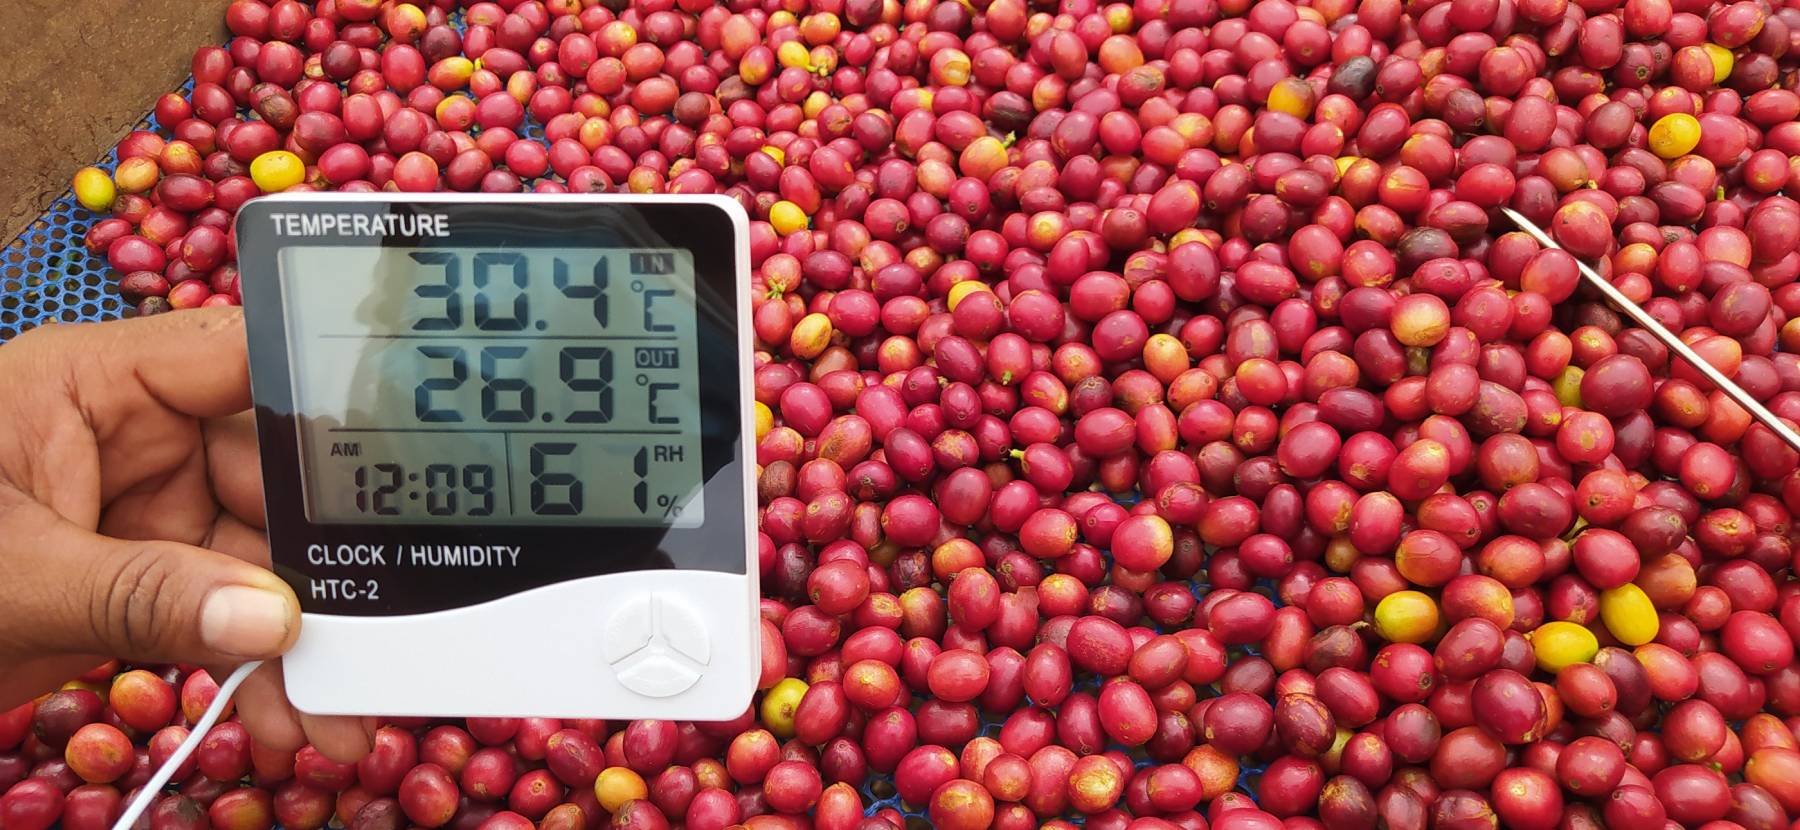 TEMPERATURE
30.4 IN °C
26.9 OUT °C
AM 12:09 61 RH %
CLOCK / HUMIDITY
HTC-2